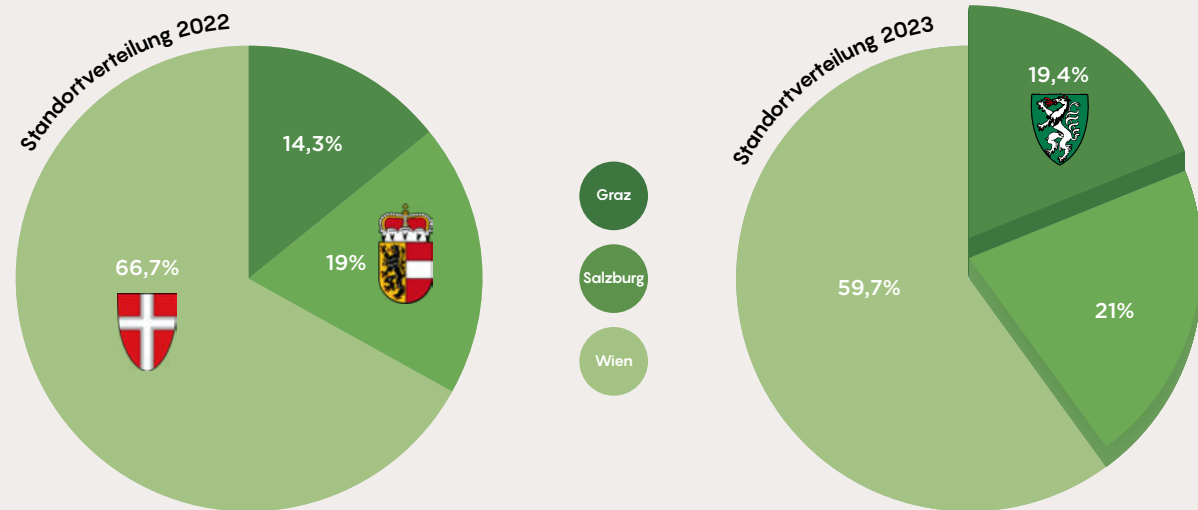 Standortverteilung 2022
14,3%
19%
66,7%
Graz
Salzburg
Wien
Standortverteilung 2023
19,4%
59,7%
21%